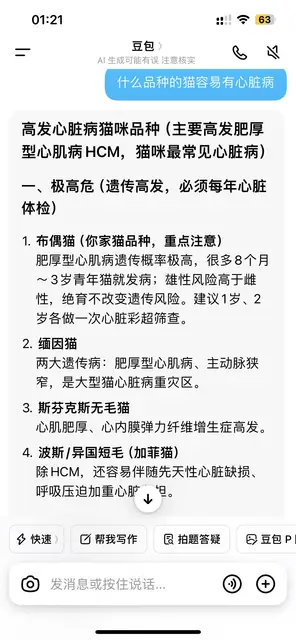 01:21
63
豆包〉
AI 生成可能有误 注意核实
什么品种的猫容易有心脏病
高发心脏病猫咪品种（主要高发肥厚
型心肌病 HCM，猫咪最常见心脏病）
一、极高危（遗传高发，必须每年心脏
体检）
1. 布偶猫（你家猫品种，重点注意）
肥厚型心肌病遗传概率极高，很多 8 个月
～3 岁青年猫就发病；雄性风险高于雌
性，绝育不改变遗传风险。建议 1 岁、2
岁各做一次心脏彩超筛查。
2. 缅因猫
两大遗传病：肥厚型心肌病、主动脉狭
窄，是大型猫心脏病重灾区。
3. 斯芬克斯无毛猫
心肌肥厚、心内膜弹力纤维增生症高发。
4. 波斯 / 异国短毛（加菲猫）
除 HCM，还容易伴随先天性心脏缺损、
呼吸压迫加重心脏担。
快速〉
帮我写作
拍题答疑
豆包 P
发消息或按住说话...